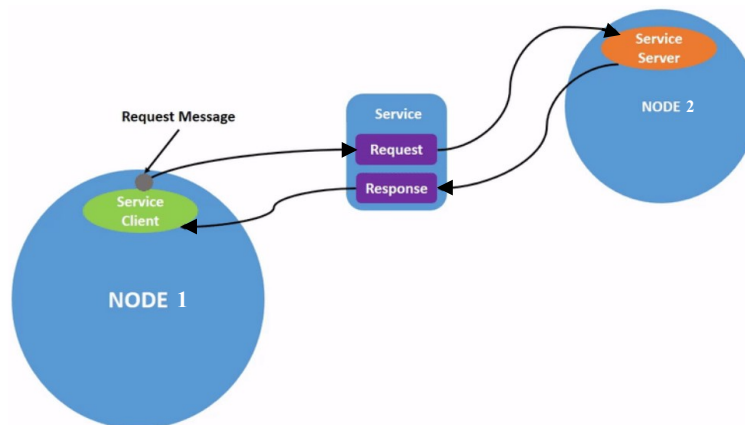 Service
Server
NODE 2
Service
Request Message
Request
Response
Service
Client
NODE 1